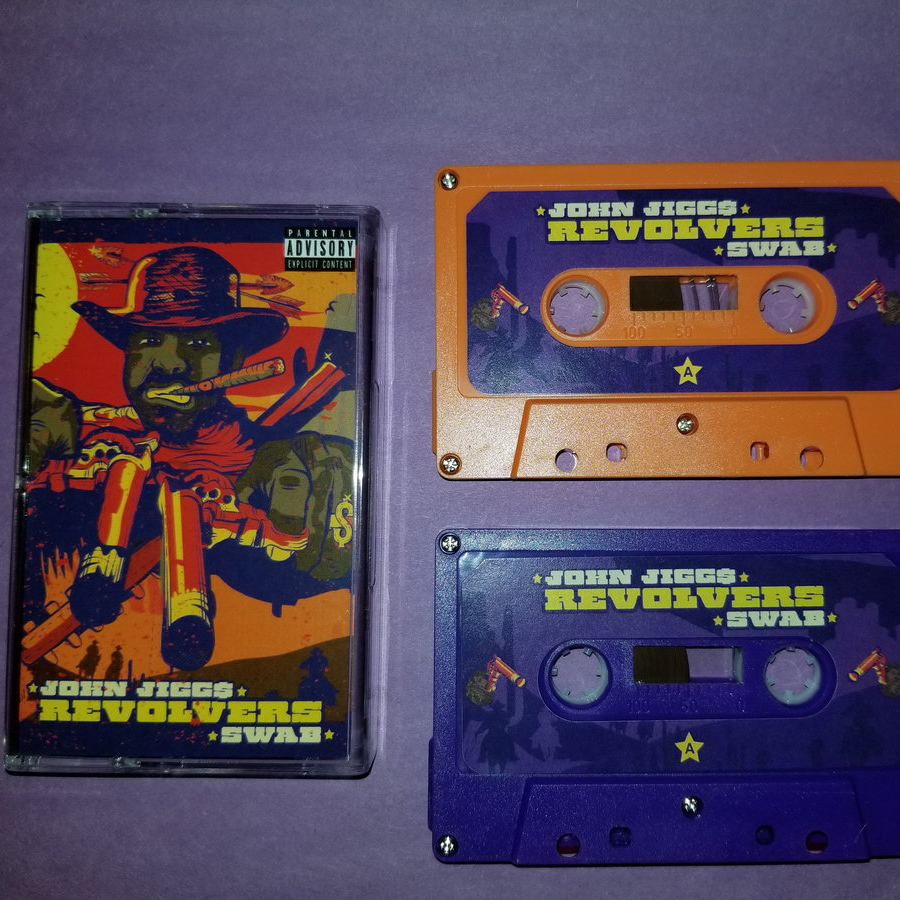 PARENTAL
ADVISORY
EXPLICIT CONTENT
JOHN JIGG$
REVOLVERS
SWAB
$
JOHN JIGG$
REVOLVERS
SWAB
100 50 0
A
JOHN JIGG$
REVOLVERS
SWAB
50 0
A